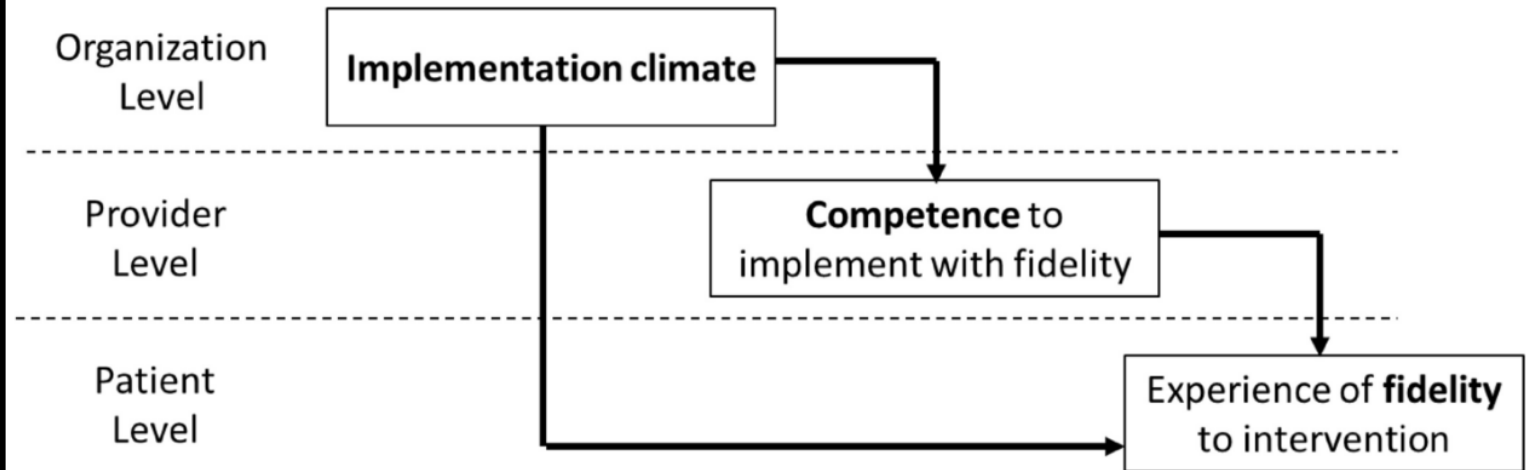 Organization
Level
Implementation climate
Provider
Level
Competence to
implement with fidelity
Patient
Level
Experience of fidelity
to intervention